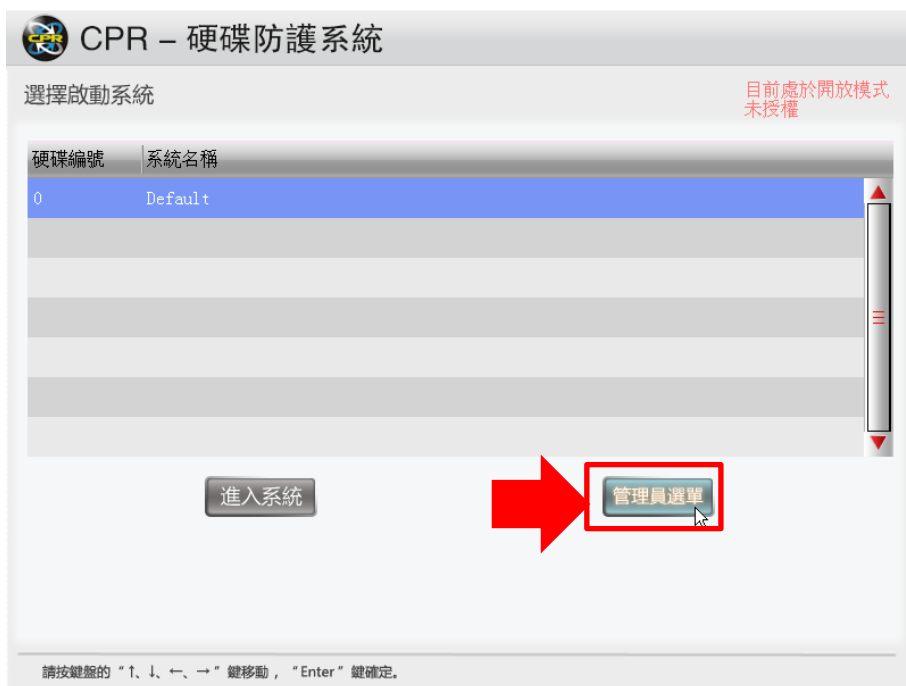 CPR – 硬碟防護系統
選擇啟動系統
目前處於開放模式
未授權
硬碟編號 系統名稱
0 Default
進入系統 管理員選單
請按鍵盤的 "↑、↓、←、→" 鍵移動， "Enter" 鍵確定。